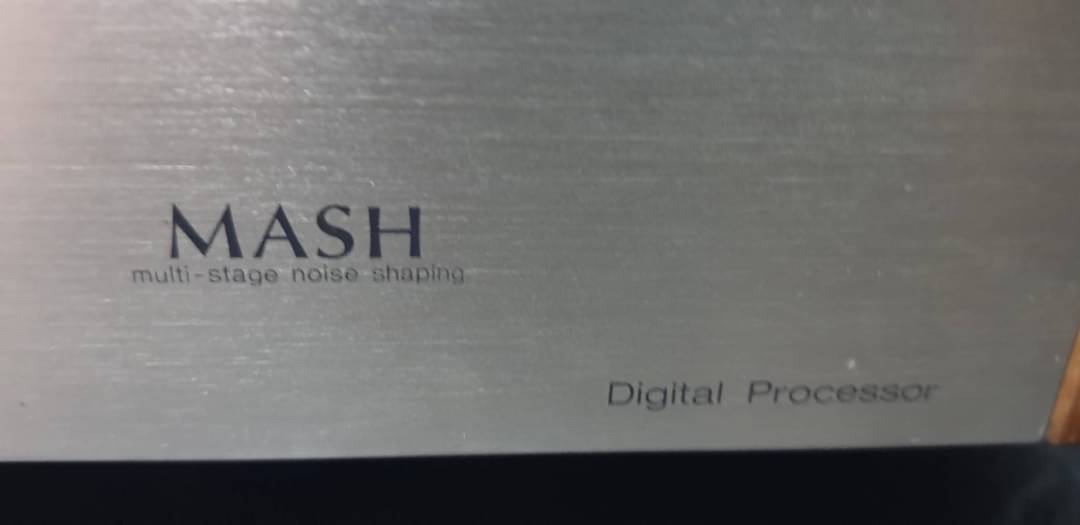 MASH
multi-stage noise shaping
Digital Processor